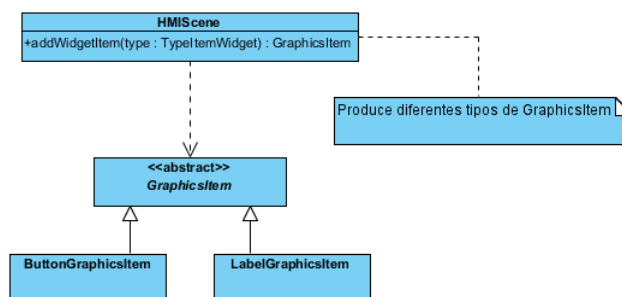 HMIScene
+addWidgetItem(type : TypeItemWidget) : GraphicsItem
Produce diferentes tipos de GraphicsItem
<<abstract>>
GraphicsItem
ButtonGraphicsItem
LabelGraphicsItem